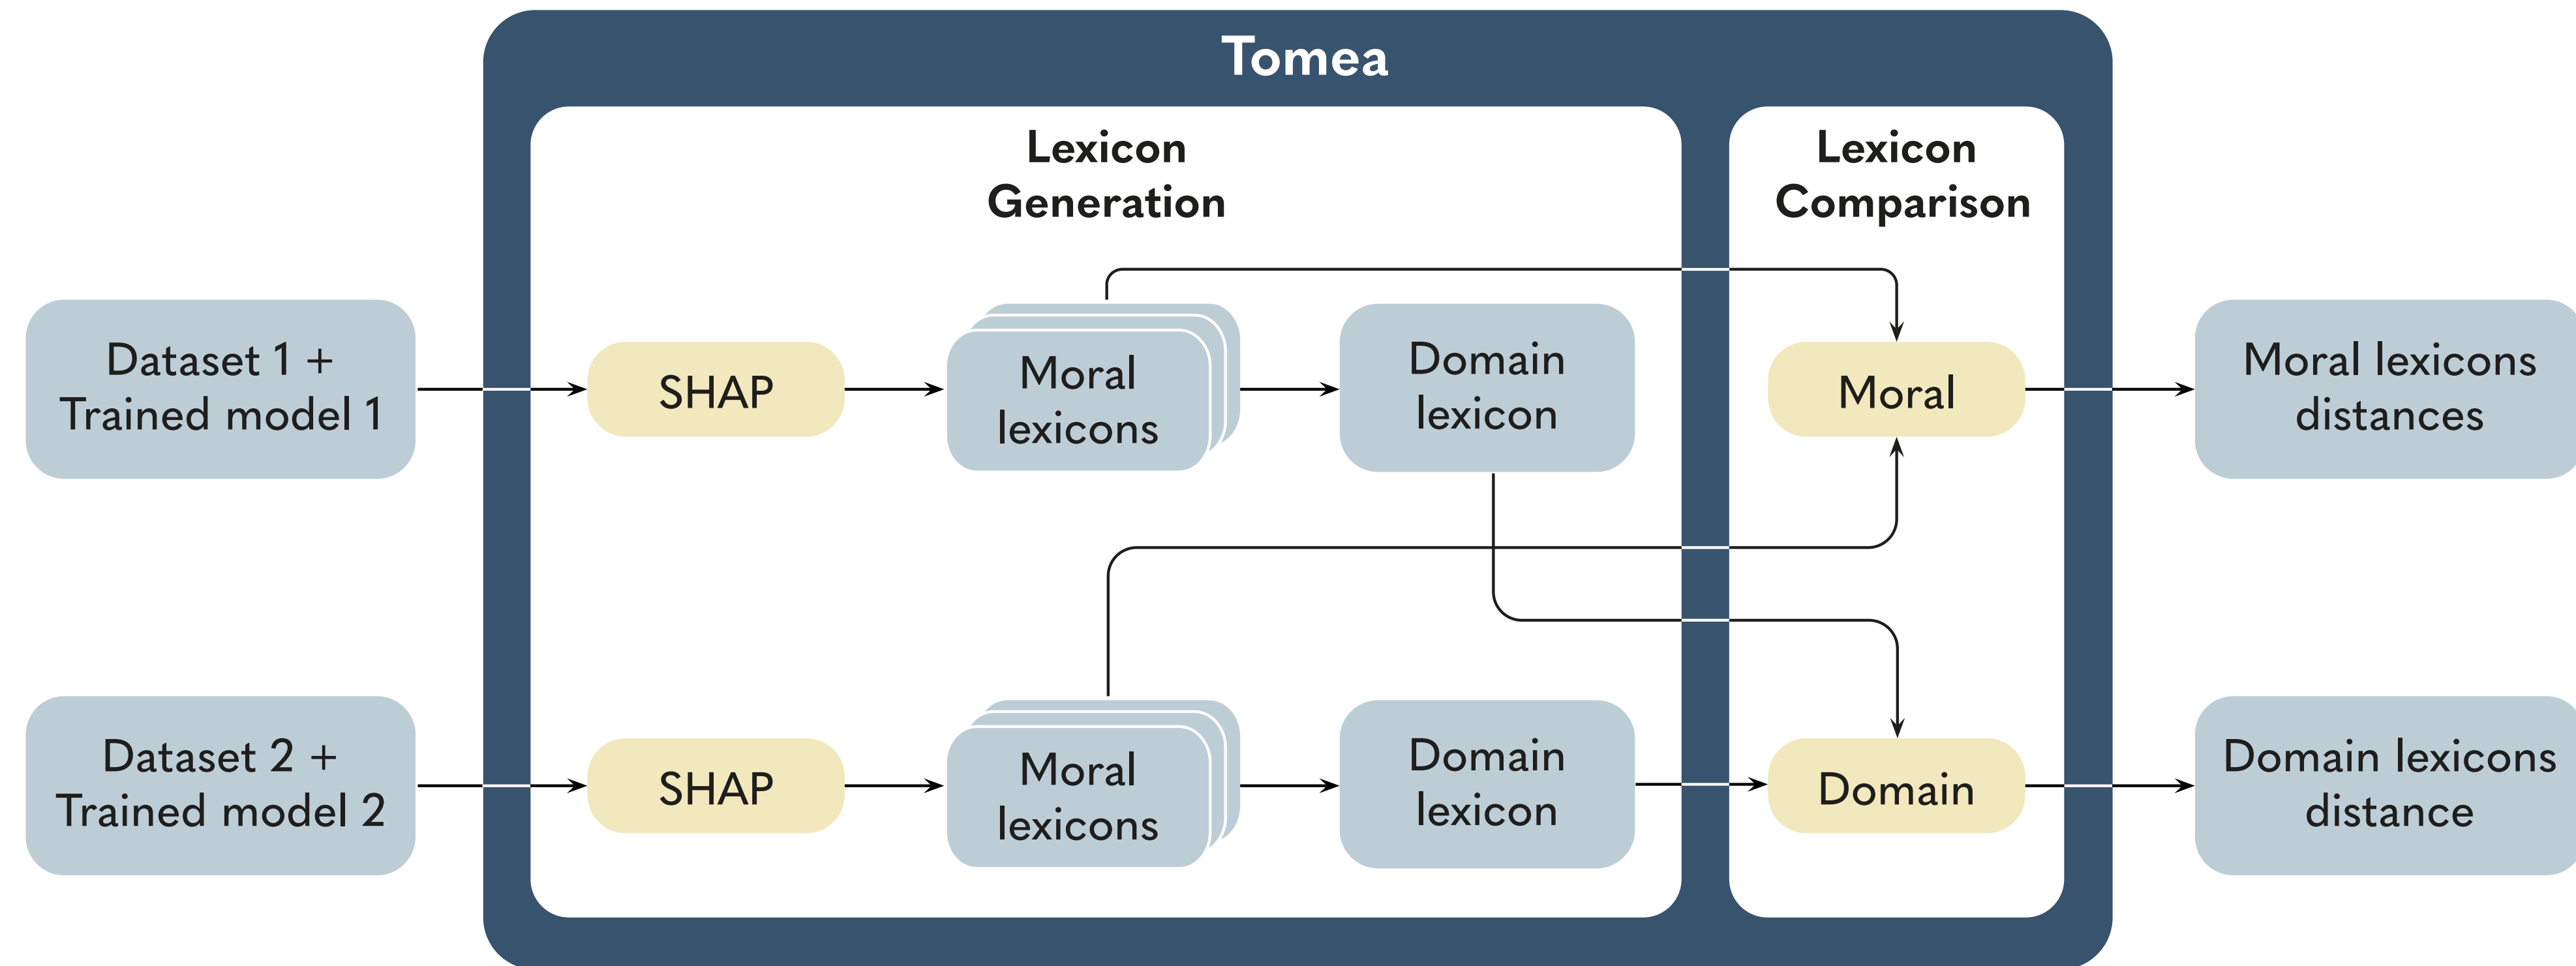 Tomea
Lexicon
Generation
Lexicon
Comparison
Dataset 1 +
Trained model 1
SHAP
Moral
lexicons
Domain
lexicon
Moral
Moral lexicons
distances
Dataset 2 +
Trained model 2
SHAP
Moral
lexicons
Domain
lexicon
Domain
Domain lexicons
distance